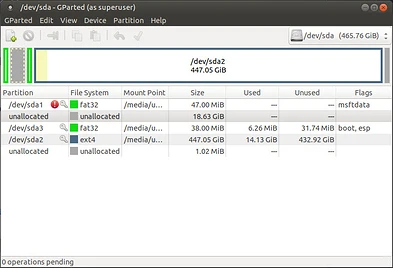 /dev/sda - GParted (as superuser)
GParted Edit View Device Partition Help
/dev/sda (465.76 GiB)
/dev/sda2
447.05 GiB
Partition File System Mount Point Size Used Unused Flags
/dev/sda1 fat32 /media/u... 47.00 MiB --- --- msftdata
unallocated unallocated 18.63 GiB --- ---
/dev/sda3 fat32 /media/u... 38.00 MiB 6.26 MiB 31.74 MiB boot, esp
/dev/sda2 ext4 /media/u... 447.05 GiB 14.13 GiB 432.92 GiB
unallocated unallocated 1.02 MiB --- ---
0 operations pending